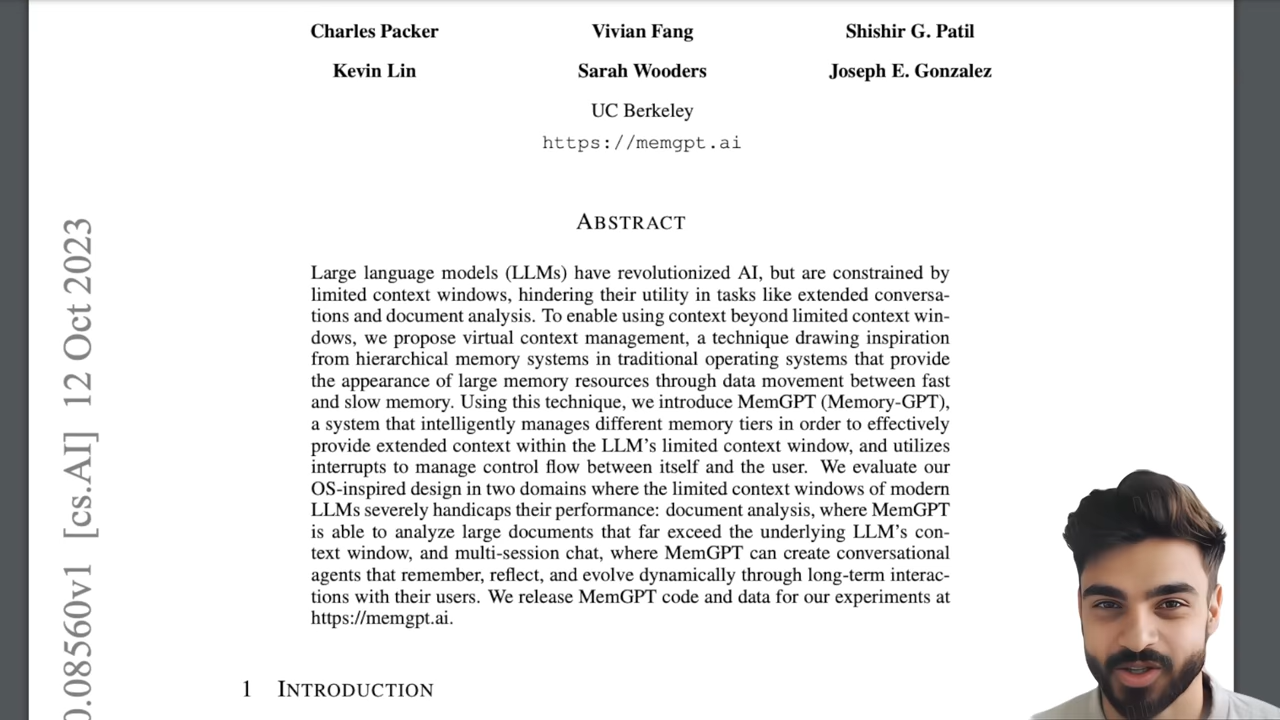 Charles Packer Vivian Fang Shishir G. Patil
Kevin Lin Sarah Wooders Joseph E. Gonzalez
UC Berkeley
https://memgpt.ai
ABSTRACT
Large language models (LLMs) have revolutionized AI, but are constrained by
limited context windows, hindering their utility in tasks like extended conversa-
tions and document analysis. To enable using context beyond limited context win-
dows, we propose virtual context management, a technique drawing inspiration
from hierarchical memory systems in traditional operating systems that provide
the appearance of large memory resources through data movement between fast
and slow memory. Using this technique, we introduce MemGPT (Memory-GPT),
a system that intelligently manages different memory tiers in order to effectively
provide extended context within the LLM's limited context window, and utilizes
interrupts to manage control flow between itself and the user. We evaluate our
OS-inspired design in two domains where the limited context windows of modern
LLMs severely handicaps their performance: document analysis, where MemGPT
is able to analyze large documents that far exceed the underlying LLM's con-
text window, and multi-session chat, where MemGPT can create conversational
agents that remember, reflect, and evolve dynamically through long-term interac-
tions with their users. We release MemGPT code and data for our experiments at
https://memgpt.ai.
1 INTRODUCTION
0.08560v1 [cs.AI] 12 Oct 2023